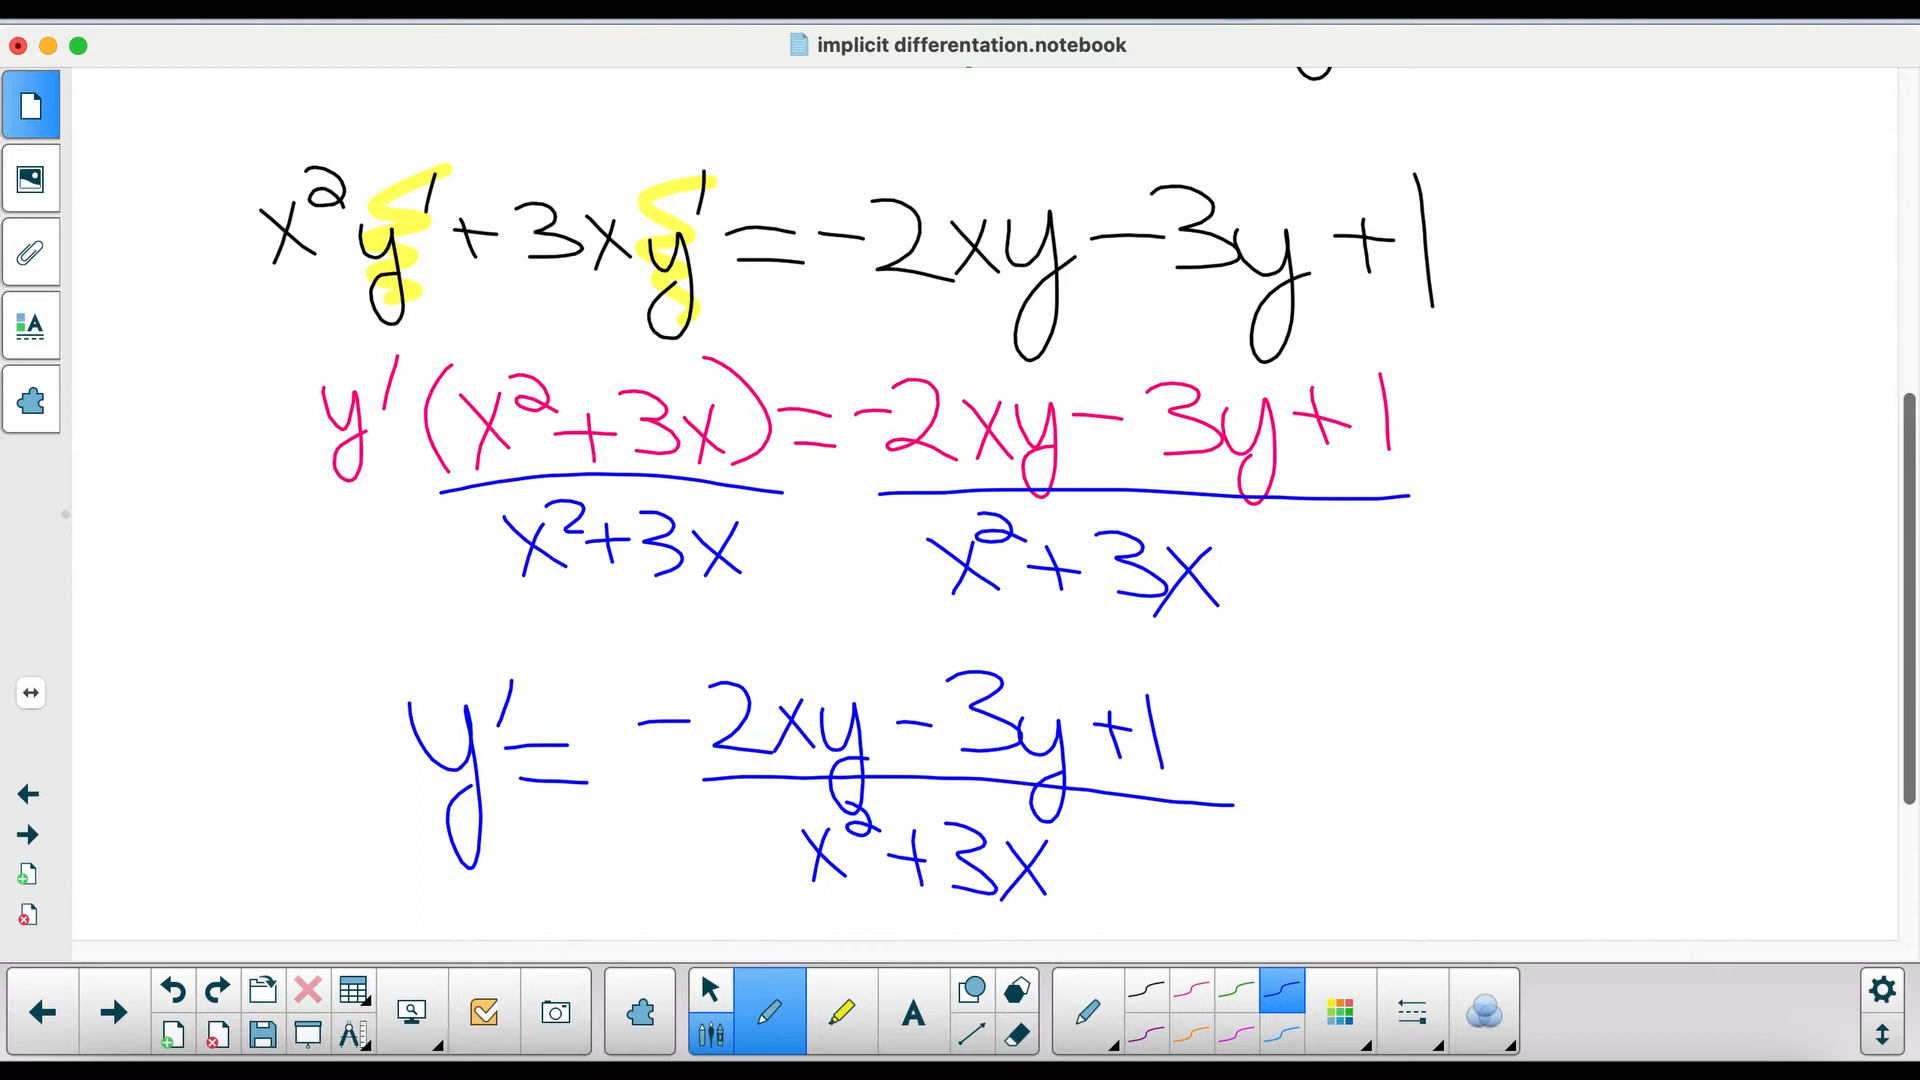 implicit differentation.notebook
x²y' + 3xy' = -2xy - 3y + 1
y'(x² + 3x) = -2xy - 3y + 1
x² + 3x x² + 3x
y' = -2xy - 3y + 1
x² + 3x
A
A